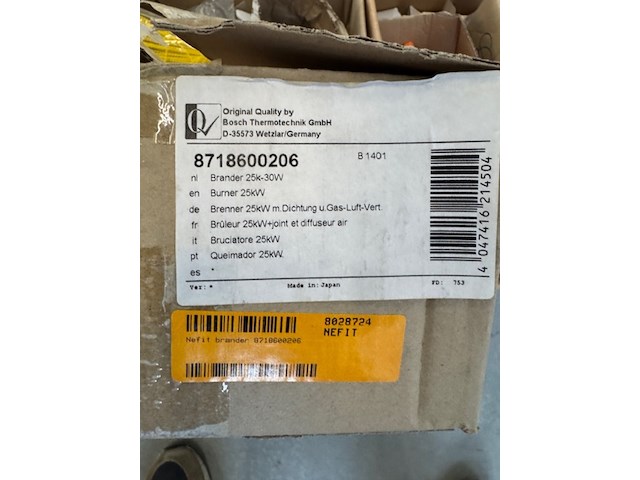 Original Quality by
Bosch Thermotechnik GmbH
D-35573 Wetzlar/Germany
8718600206 B 1401
nl Brander 25k-30W
en Burner 25kW
de Brenner 25kW m.Dichtung u.Gas-Luft-Vert.
fr Brûleur 25kW+joint et diffuseur air
it Bruciatore 25kW
pt Queimador 25kW.
es *
Ver: * Made in: Japan FD: 753
4 047416 214504
8028724
NEFIT
Nefit brander 8718600206